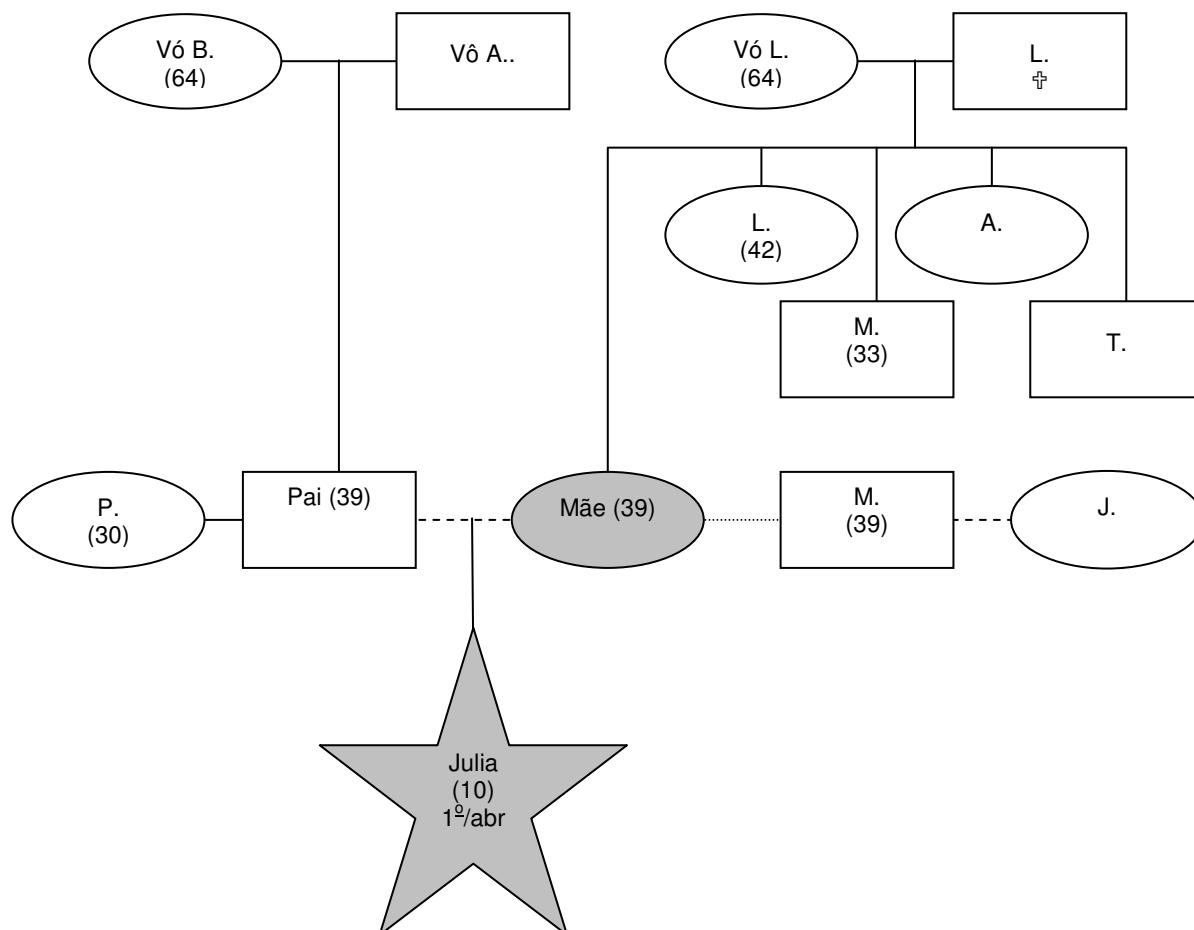 Vó B.
(64)
Vô A..
Vó L.
(64)
L.
✞
L.
(42)
A.
M.
(33)
T.
P.
(30)
Pai (39)
Mãe (39)
M.
(39)
J.
Julia
(10)
1º/abr